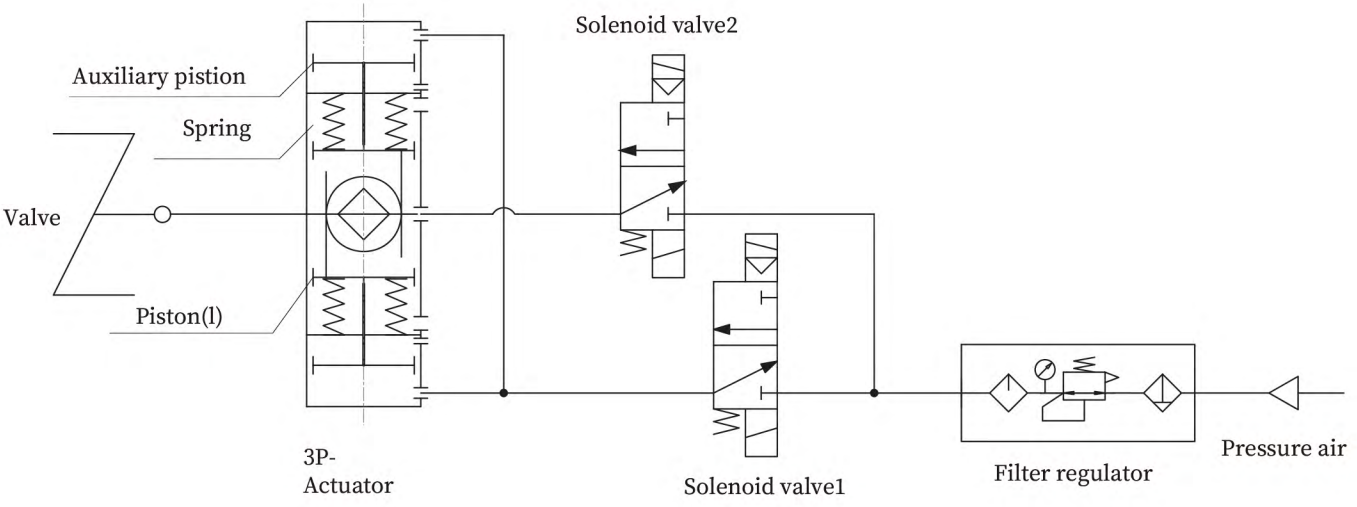 Solenoid valve2
Auxiliary pistion
Spring
Valve
Piston(l)
3P-
Actuator
Solenoid valve1
Filter regulator
Pressure air